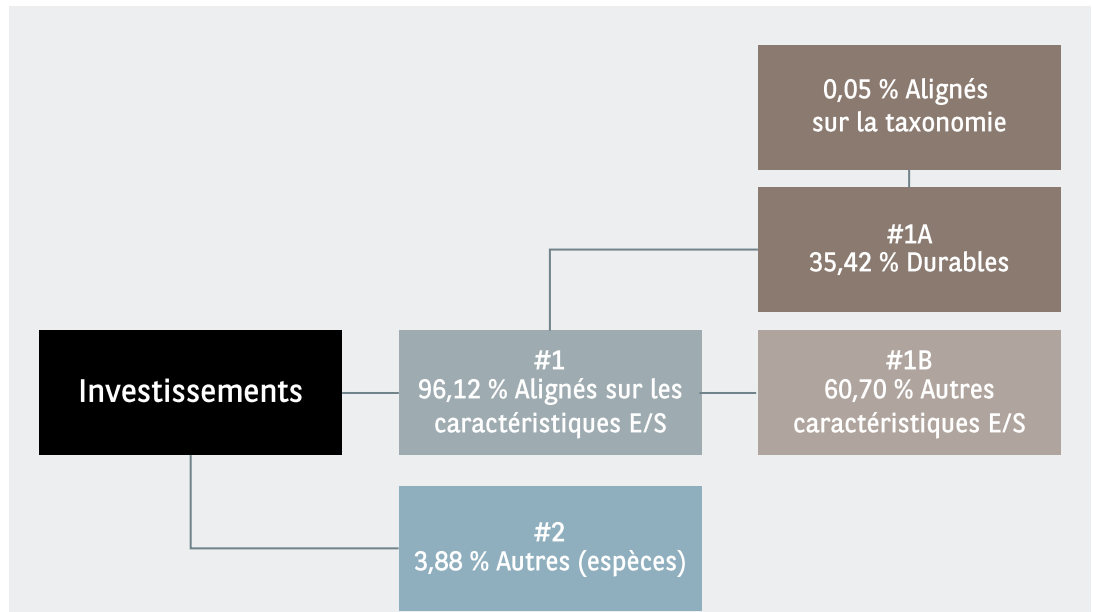 0,05 % Alignés
sur la taxonomie
#1A
35,42 % Durables
Investissements
#1
96,12 % Alignés sur les
caractéristiques E/S
#1B
60,70 % Autres
caractéristiques E/S
#2
3,88 % Autres (espèces)